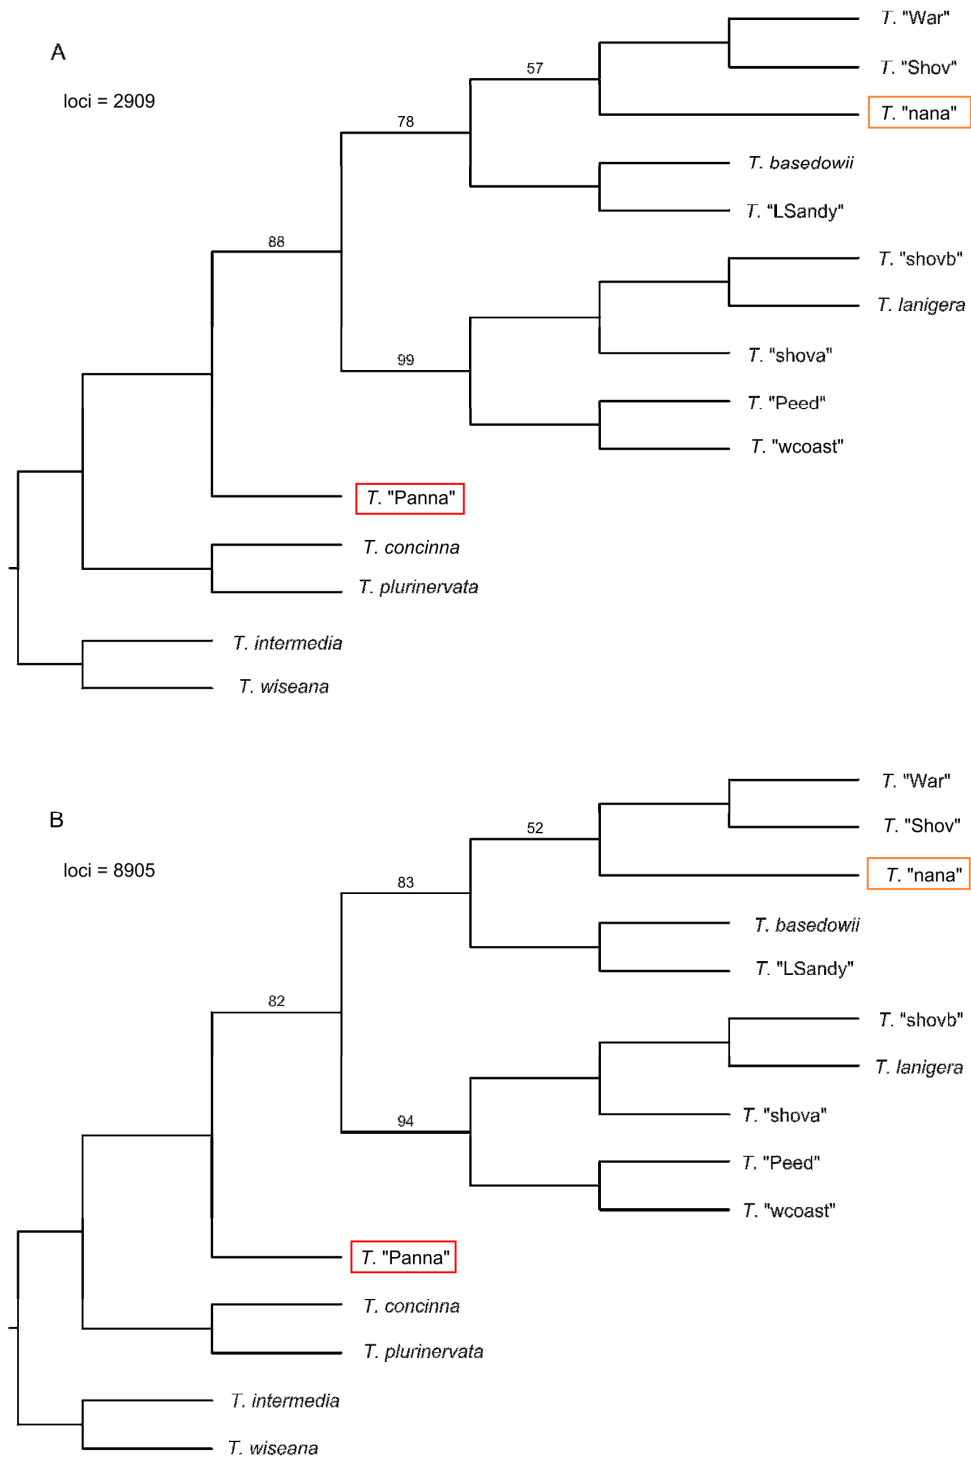 T. "War"
A
T. "Shov"
57
loci = 2909
T. "nana"
78
T. basedowii
T. "LSandy"
88
T. "shovb"
T. lanigera
T. "shova"
99
T. "Peed"
T. "wcoast"
T. "Panna"
T. concinna
T. plurinervata
T. intermedia
T. wiseana
T. "War"
B
T. "Shov"
52
loci = 8905
T. "nana"
83
T. basedowii
T. "LSandy"
82
T. "shovb"
T. lanigera
T. "shova"
94
T. "Peed"
T. "wcoast"
T. "Panna"
T. concinna
T. plurinervata
T. intermedia
T. wiseana